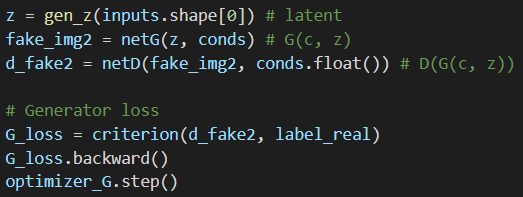 z = gen_z(inputs.shape[0]) # latent
fake_img2 = netG(z, conds) # G(c, z)
d_fake2 = netD(fake_img2, conds.float()) # D(G(c, z))
# Generator loss
G_loss = criterion(d_fake2, label_real)
G_loss.backward()
optimizer_G.step()